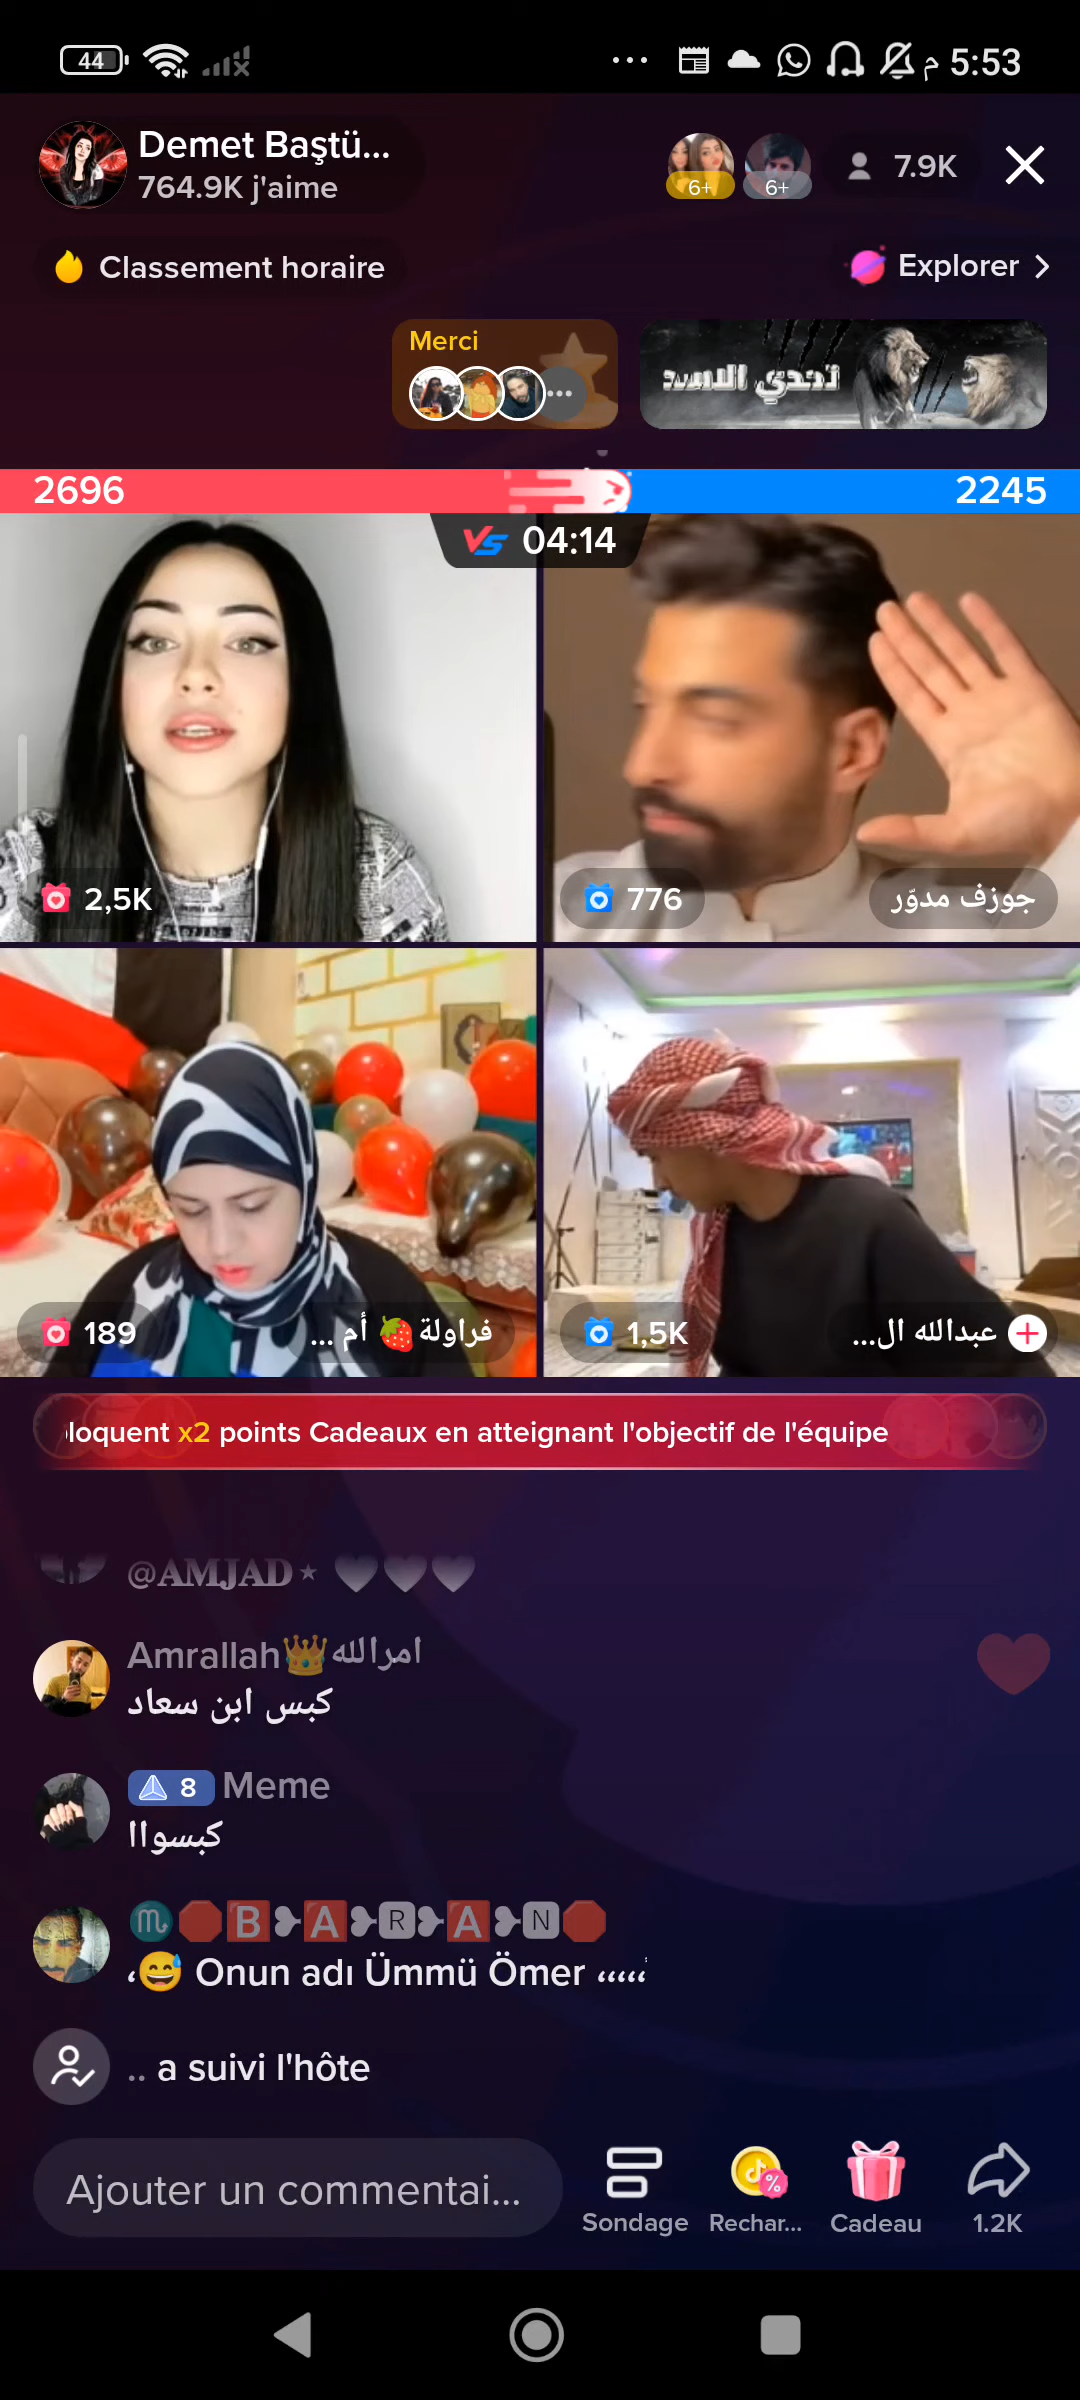 44
... م 5:53
Demet Baştü...
764.9K j'aime
6+
6+
7.9K
Classement horaire
Explorer
Merci
تحدي الاسد
2696
2245
VS 04:14
2,5K
776
جوزف مدوّر
189
فراولة🍓 أم ...
1,5K
عبدالله ال...
loquent x2 points Cadeaux en atteignant l'objectif de l'équipe
@AMJAD⋆ 🤍🤍🤍
Amrallah👑امرالله
كبس ابن سعاد
8 Meme
كبسواا
♏🛑🅱❥🅰❥🆁❥🅰❥🅽🛑
،😅 Onun adı Ümmü Ömer ،،،،،
.. a suivi l'hôte
Ajouter un commentai...
Sondage
Rechar...
Cadeau
1.2K